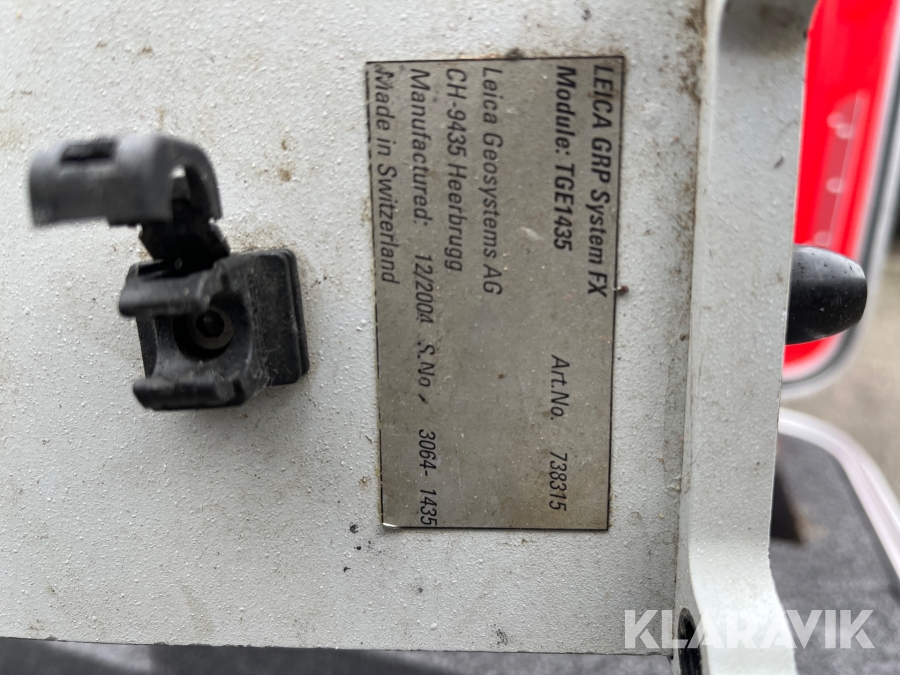 LEICA GRP System FX
Module: TGE1435 Art.No. 738315
Leica Geosystems AG
CH-9435 Heerbrugg
Manufactured: 12/2004 S.No. 3064- 1435
Made in Switzerland
KLARAVIK